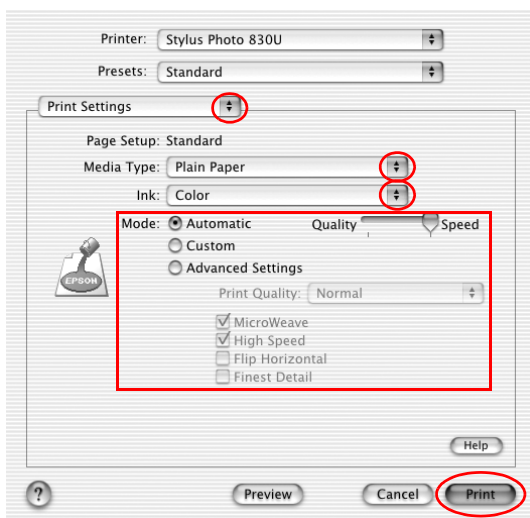 Printer: Stylus Photo 830U
Presets: Standard
Print Settings
Page Setup: Standard
Media Type: Plain Paper
Ink: Color
Mode: Automatic Quality Speed
Custom
EPSON Advanced Settings
Print Quality: Normal
MicroWeave
High Speed
Flip Horizontal
Finest Detail
Help
? Preview Cancel Print